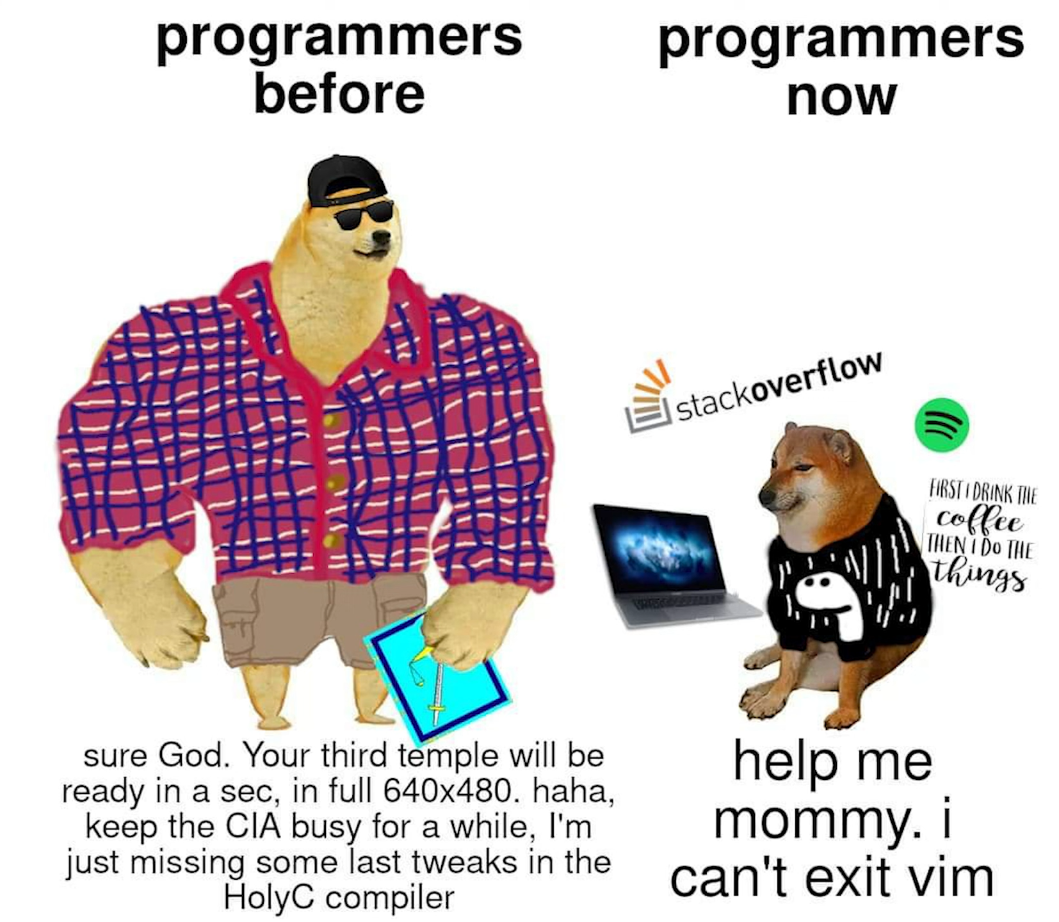 programmers
before
programmers
now
stackoverflow
FIRST I DRINK THE
coffee
THEN I DO THE
things
sure God. Your third temple will be
ready in a sec, in full 640x480. haha,
keep the CIA busy for a while, I'm
just missing some last tweaks in the
HolyC compiler
help me
mommy. i
can't exit vim